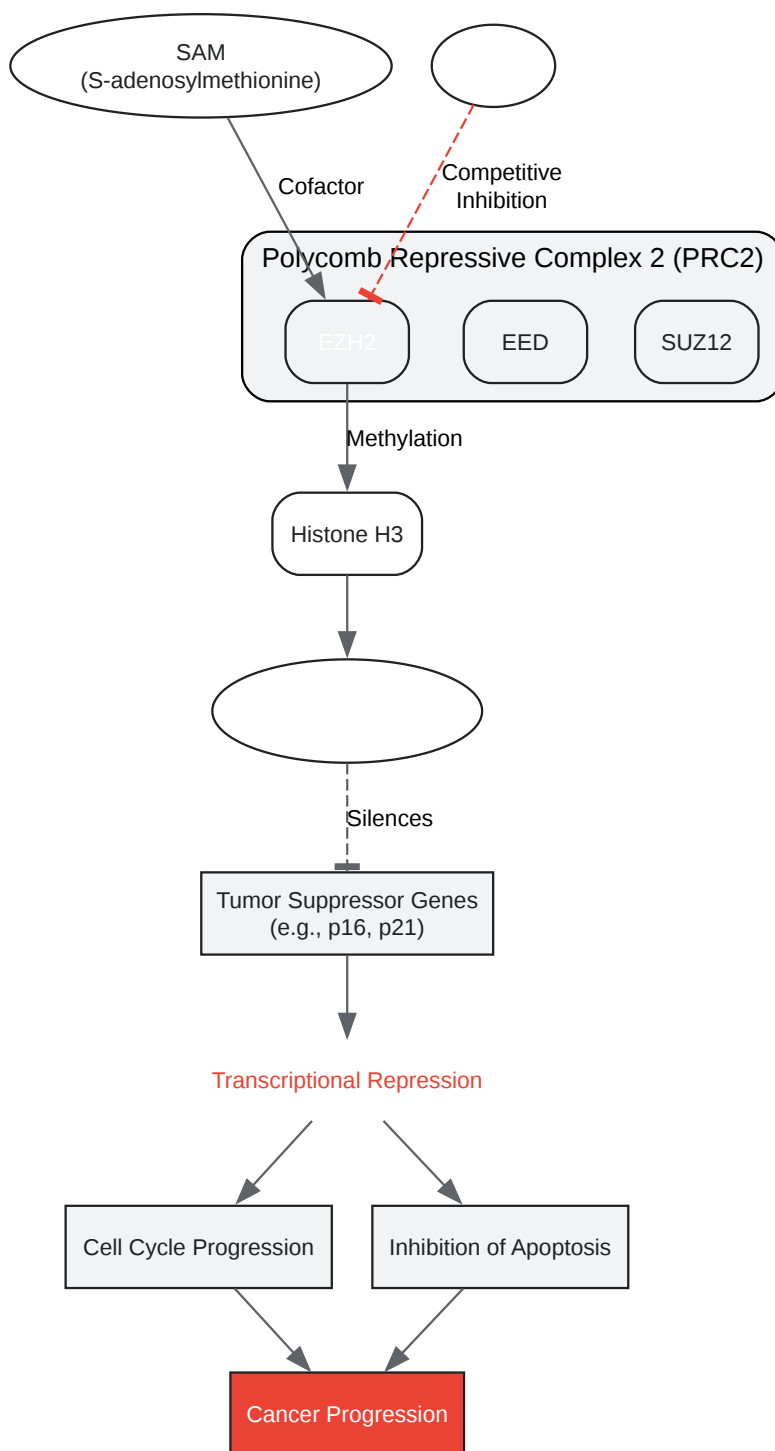 SAM
(S-adenosylmethionine)
Cofactor
Competitive
Inhibition
Polycomb Repressive Complex 2 (PRC2)
EZH2
EED
SUZ12
Methylation
Histone H3
Silences
Tumor Suppressor Genes
(e.g., p16, p21)
Transcriptional Repression
Cell Cycle Progression
Inhibition of Apoptosis
Cancer Progression